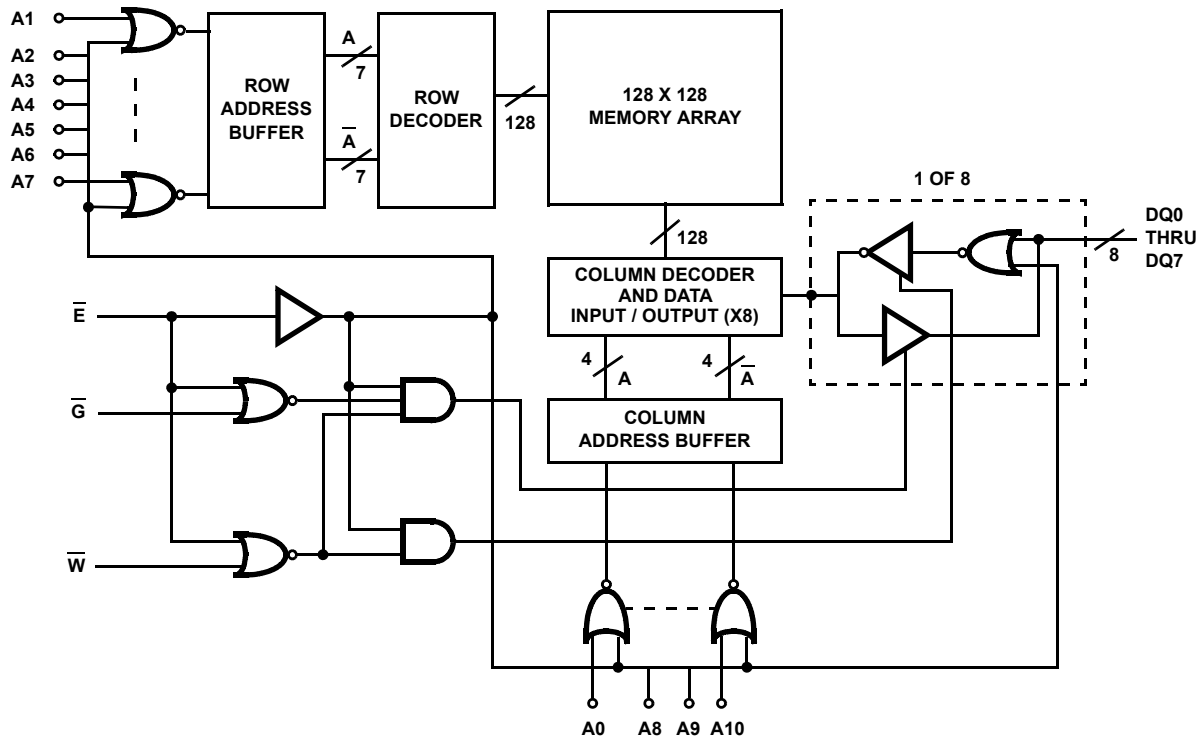 A1
A2
A3
A4
A5
A6
A7
ROW
ADDRESS
BUFFER
A
7
A̅
7
ROW
DECODER
128
128 X 128
MEMORY ARRAY
128
1 OF 8
DQ0
THRU
DQ7
8
COLUMN DECODER
AND DATA
INPUT / OUTPUT (X8)
4
A
4
A̅
COLUMN
ADDRESS BUFFER
E̅
G̅
W̅
A0
A8
A9
A10